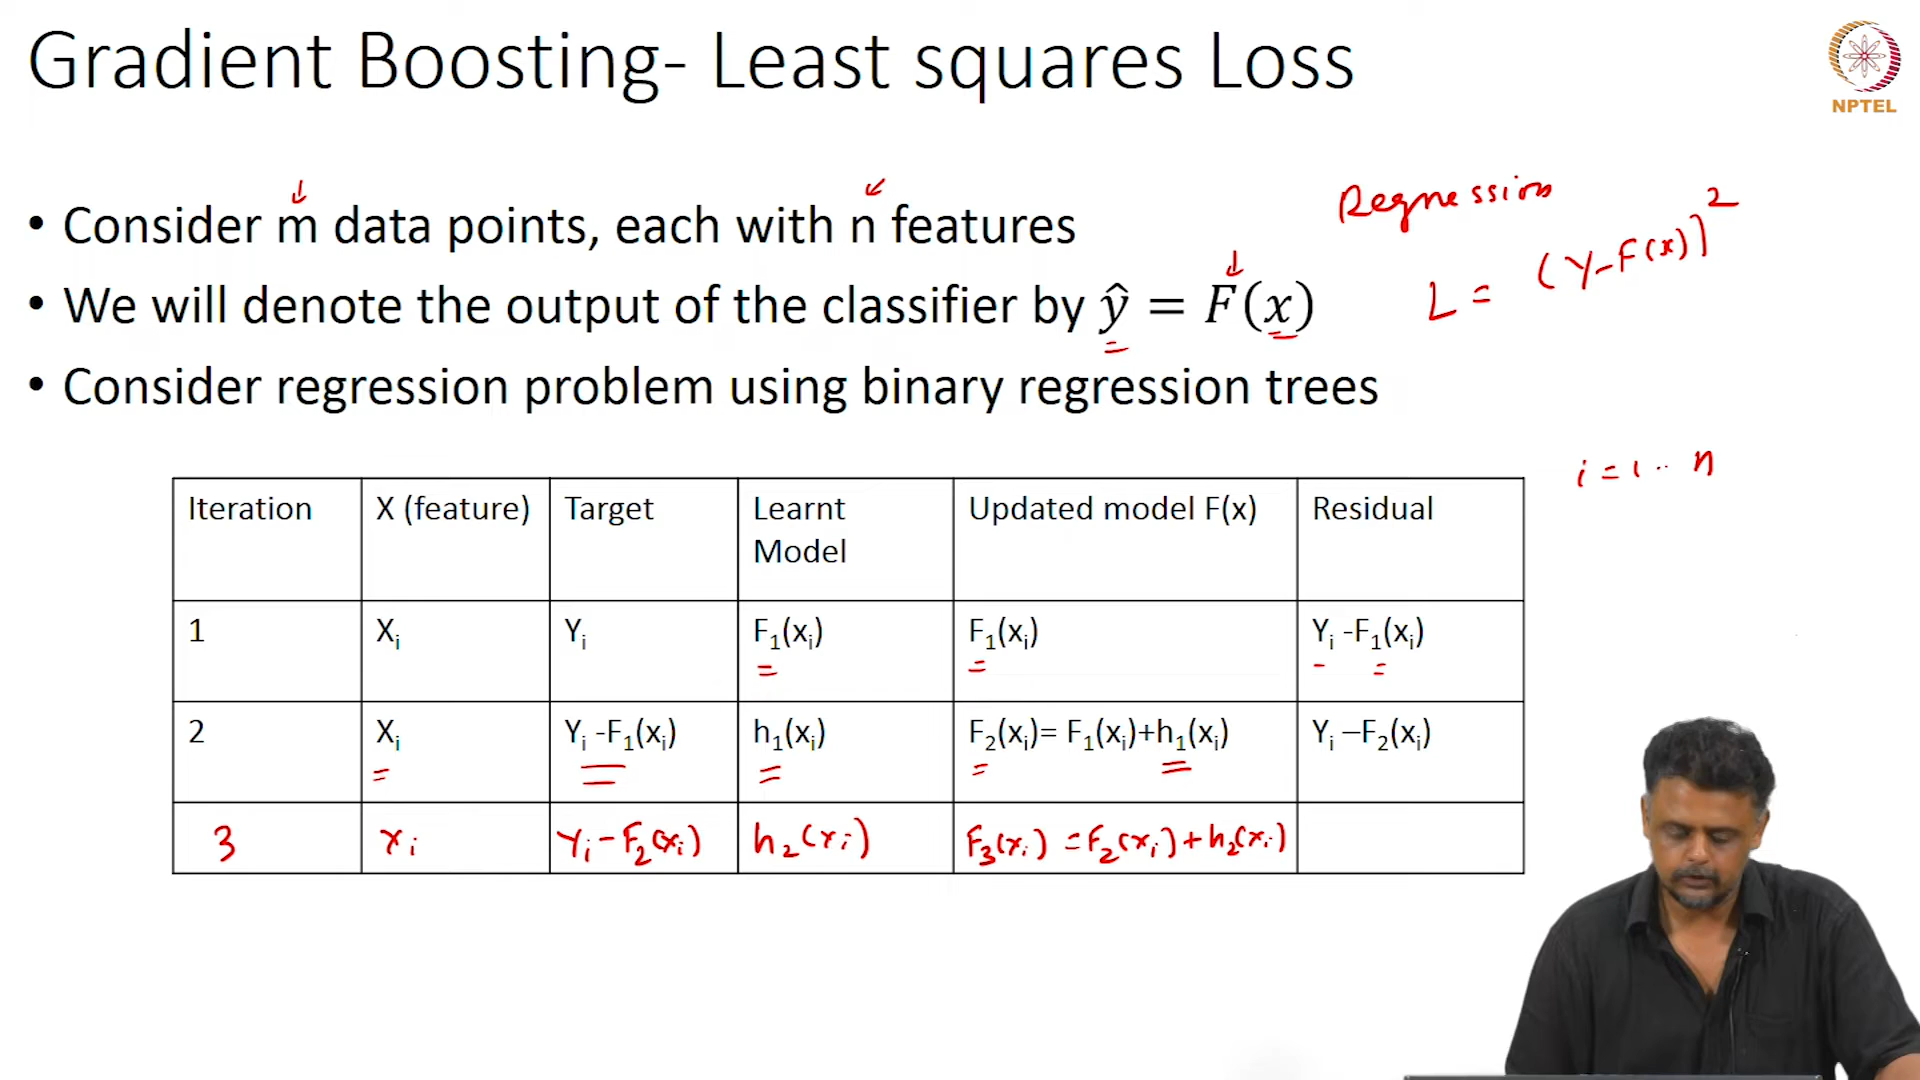 Gradient Boosting- Least squares Loss
NPTEL
• Consider m data points, each with n features
Regression
• We will denote the output of the classifier by ŷ = F(x)
L = (Y-F(x))²
• Consider regression problem using binary regression trees
i = 1 .. n
Iteration X (feature) Target Learnt Model Updated model F(x) Residual
1 Xᵢ Yᵢ F₁(xᵢ) F₁(xᵢ) Yᵢ -F₁(xᵢ)
2 Xᵢ Yᵢ -F₁(xᵢ) h₁(xᵢ) F₂(xᵢ)= F₁(xᵢ)+h₁(xᵢ) Yᵢ –F₂(xᵢ)
3 xᵢ Yᵢ - F₂(xᵢ) h₂(xᵢ) F₃(xᵢ) = F₂(xᵢ) + h₂(xᵢ)